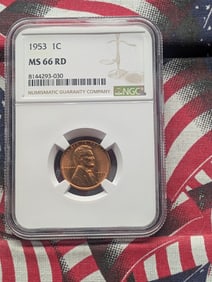 1953 1C
MS 66 RD
8144293-030
NUMISMATIC GUARANTY COMPANY
NGC